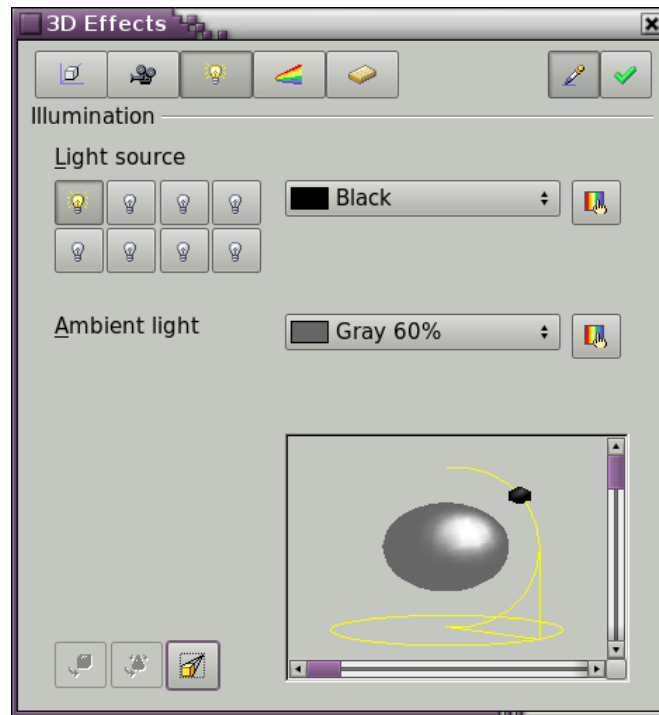 3D Effects
Illumination
Light source
Black
Ambient light
Gray 60%